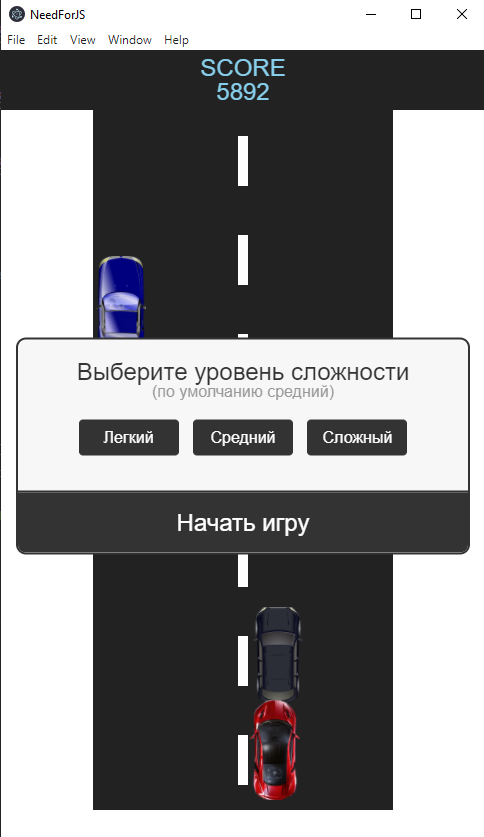 NeedForJS
File Edit View Window Help
SCORE
5892
Выберите уровень сложности
(по умолчанию средний)
Легкий Средний Сложный
Начать игру